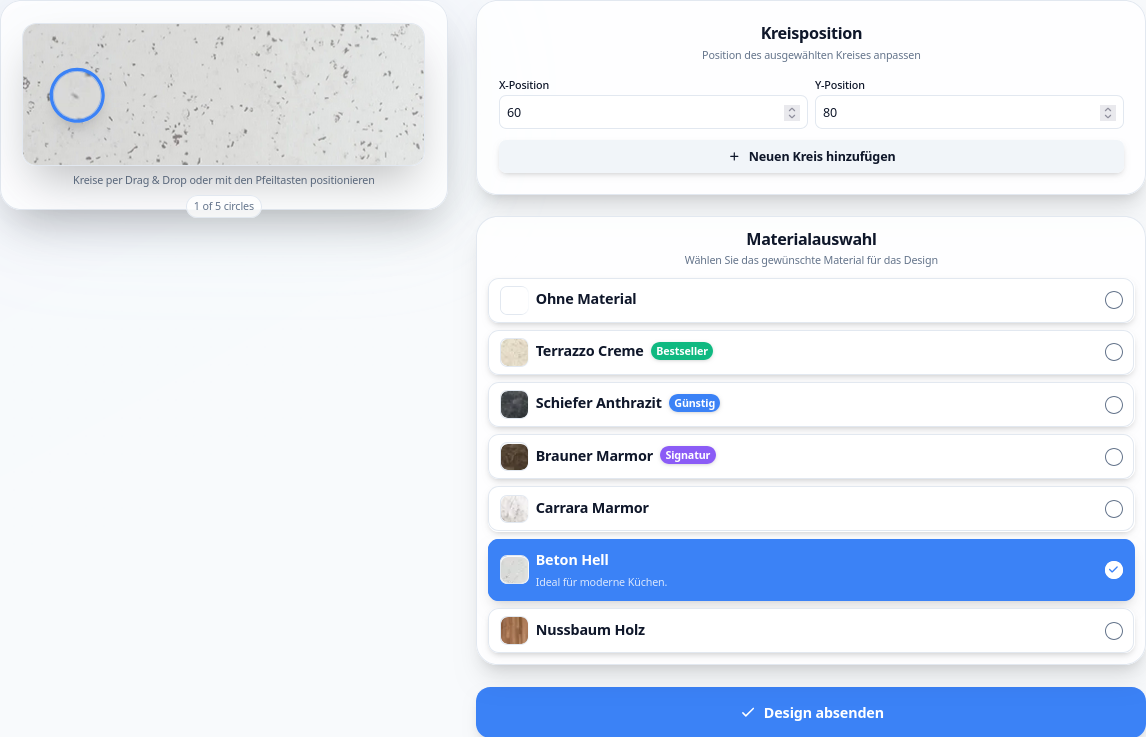 Kreise per Drag & Drop oder mit den Pfeiltasten positionieren
1 of 5 circles
Kreisposition
Position des ausgewählten Kreises anpassen
X-Position
Y-Position
60
80
+ Neuen Kreis hinzufügen
Materialauswahl
Wählen Sie das gewünschte Material für das Design
Ohne Material
Terrazzo Creme Bestseller
Schiefer Anthrazit Günstig
Brauner Marmor Signatur
Carrara Marmor
Beton Hell
Ideal für moderne Küchen.
Nussbaum Holz
Design absenden